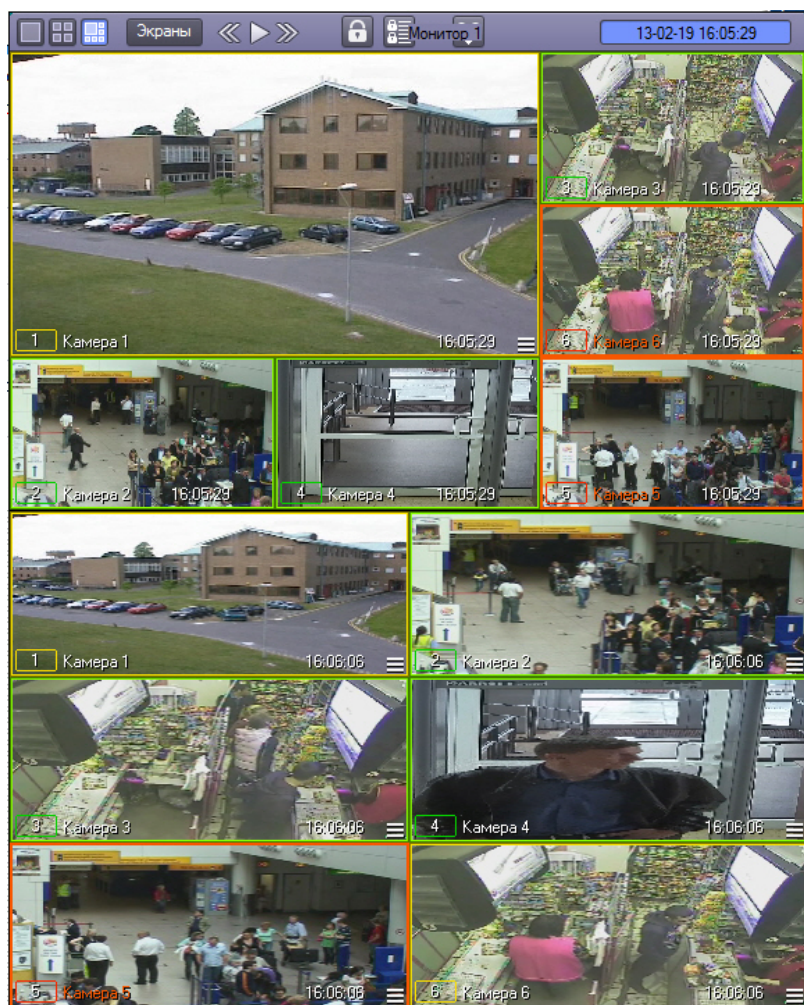 Экраны
Монитор 1
13-02-19 16:05:29
1 Камера 1 16:05:29
3 Камера 3 16:05:29
6 Камера 6 16:05:29
2 Камера 2 16:05:29
4 Камера 4
5 Камера 5 16:05:29
1 Камера 1 16:06:06
2 Камера 2 16:06:06
3 Камера 3 16:06:06
4 Камера 4 16:06:06
5 Камера 5 16:06:06
6 Камера 6 16:06:06